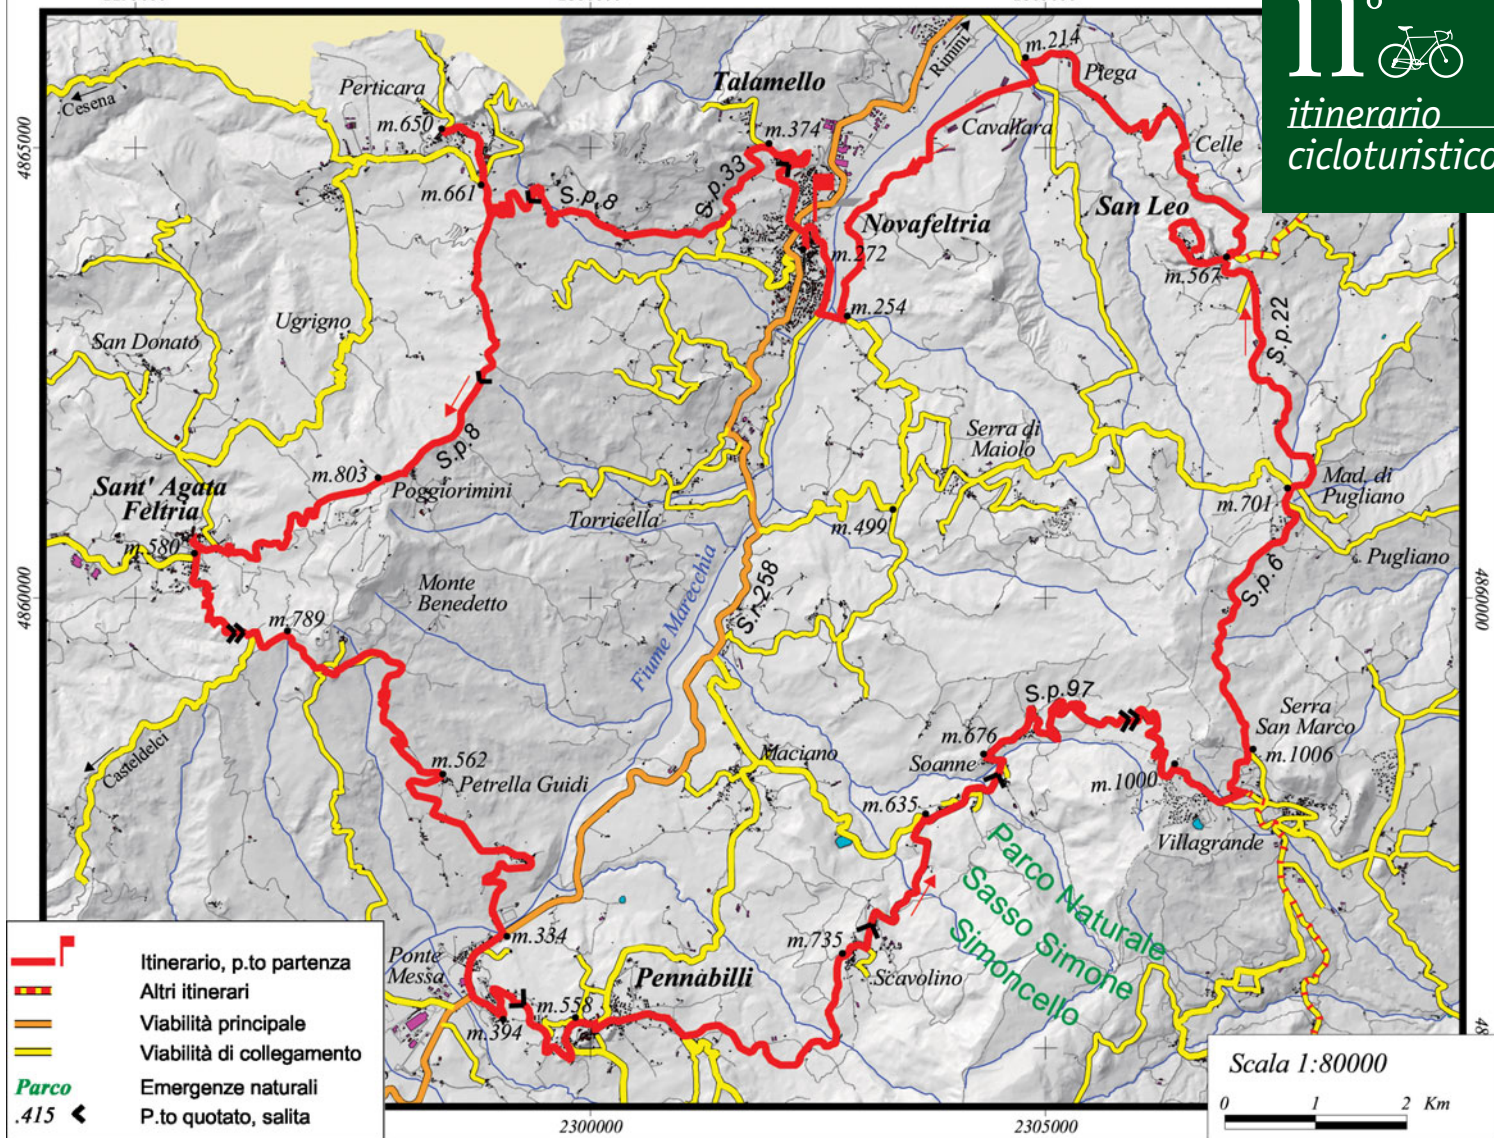 11°
itinerario
cicloturistico
Rimini
m.214
Piega
Talamello
Perticara
Cesena
m.650
m.374
Cavallara
Celle
4865000
m.661
S.p.8
S.p.33
San Leo
Novafeltria
m.272
m.567
m.254
Ugrigno
San Donato
S.p.22
S.p.8
Serra di
Maiolo
m.803
Poggiorimini
Mad. di
Pugliano
m.701
Sant' Agata
Feltria
Torricella
m.499
m.580
Pugliano
Fiume Marecchia
S.r.258
S.p.6
Monte
Benedetto
4860000
4860000
m.789
S.p.97
Serra
San Marco
m.676
m.1006
Casteldelci
Maciano
Soanne
m.562
Petrella Guidi
m.1000
m.635
Villagrande
Parco Naturale
Sasso Simone
Simoncello
m.334
m.735
Ponte
Messa
Pennabilli
Scavolino
m.558
m.394
Itinerario, p.to partenza
Altri itinerari
Viabilità principale
Viabilità di collegamento
Parco Emergenze naturali
.415 P.to quotato, salita
Scala 1:80000
0 1 2 Km
2300000
2305000